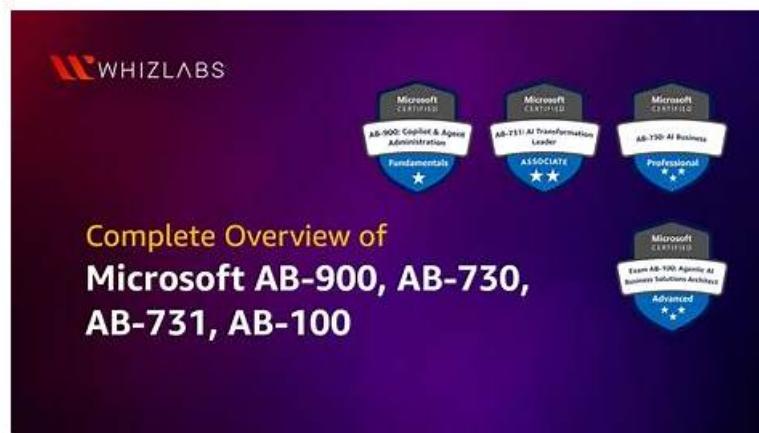 WHIZLABS
Microsoft
CERTIFIED
AB-900: Copilot & Agent
Administration
Fundamentals
Microsoft
CERTIFIED
AB-731: AI Transformation
Leader
ASSOCIATE
Microsoft
CERTIFIED
AB-730: AI Business
Professional
Complete Overview of
Microsoft AB-900, AB-730,
AB-731, AB-100
Microsoft
CERTIFIED
Exam AB-100: Agentic AI
Business Solutions Architect
Advanced